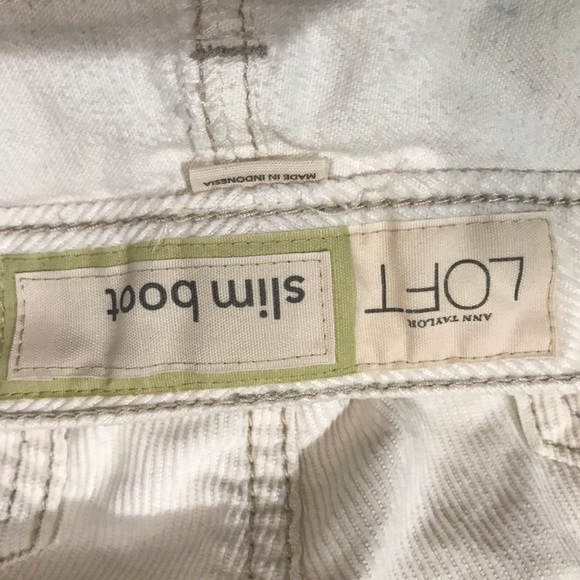 ANN TAYLOR
LOFT
slim boot
MADE IN INDONESIA